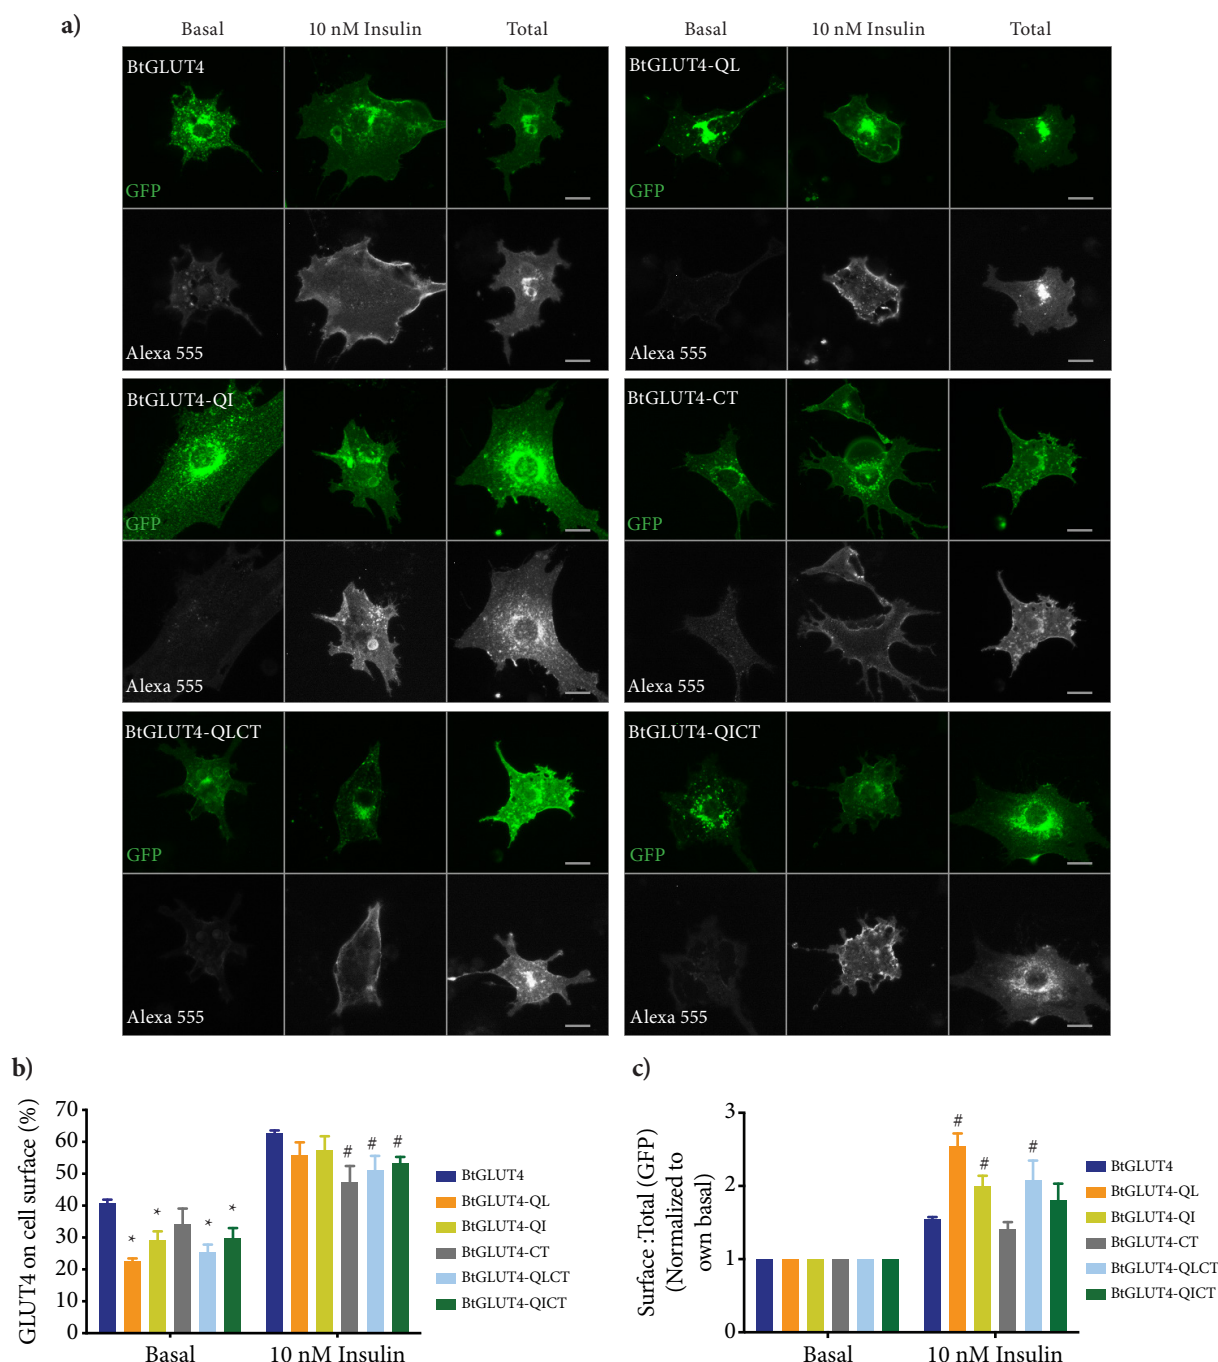 a)
Basal 10 nM Insulin Total Basal 10 nM Insulin Total
BtGLUT4 BtGLUT4-QL
GFP GFP
Alexa 555 Alexa 555
BtGLUT4-QI BtGLUT4-CT
GFP GFP
Alexa 555 Alexa 555
BtGLUT4-QLCT BtGLUT4-QICT
GFP GFP
Alexa 555 Alexa 555
b)
GLUT4 on cell surface (%)
70
60
50
40
30
20
10
0
* * * *
# # #
Basal 10 nM Insulin
BtGLUT4
BtGLUT4-QL
BtGLUT4-QI
BtGLUT4-CT
BtGLUT4-QLCT
BtGLUT4-QICT
c)
Surface :Total (GFP)
(Normalized to
own basal)
3
2
1
0
# # #
Basal 10 nM Insulin
BtGLUT4
BtGLUT4-QL
BtGLUT4-QI
BtGLUT4-CT
BtGLUT4-QLCT
BtGLUT4-QICT